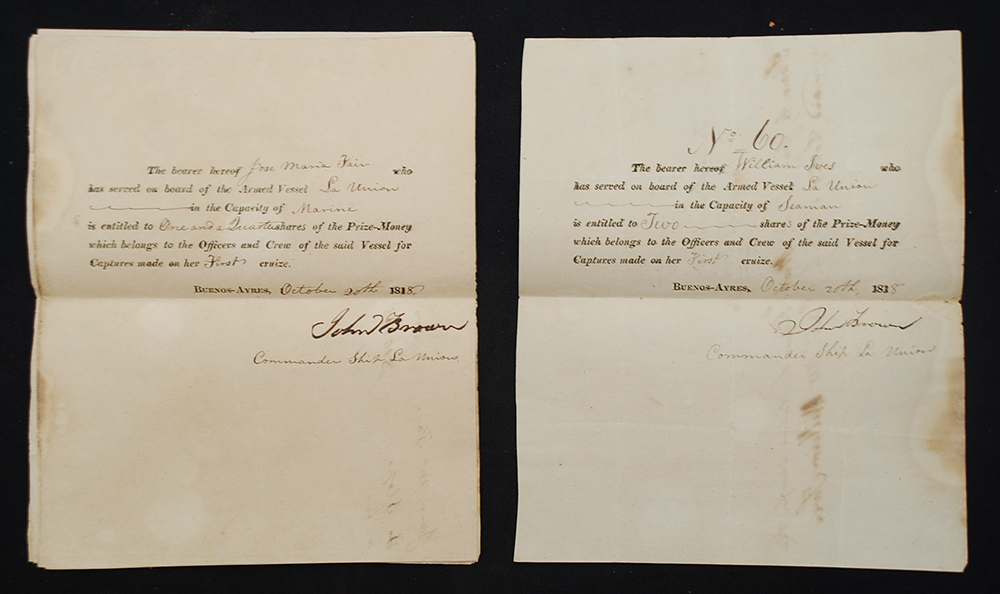 The bearer hereof Jose Maria Fair who
has served on board of the Armed Vessel La Union
in the Capacity of Marine
is entitled to One and a Quarter shares of the Prize-Money
which belongs to the Officers and Crew of the said Vessel for
Captures made on her First cruize.
BUENOS-AYRES, October 20th 1818.
John Brown
Commander Ship La Union.
No. 60.
The bearer hereof William Ives who
has served on board of the Armed Vessel La Union
in the Capacity of Seaman
is entitled to Two shares of the Prize-Money
which belongs to the Officers and Crew of the said Vessel for
Captures made on her First cruize.
BUENOS-AYRES, October 20th, 1818
John Brown
Commander Ship La Union